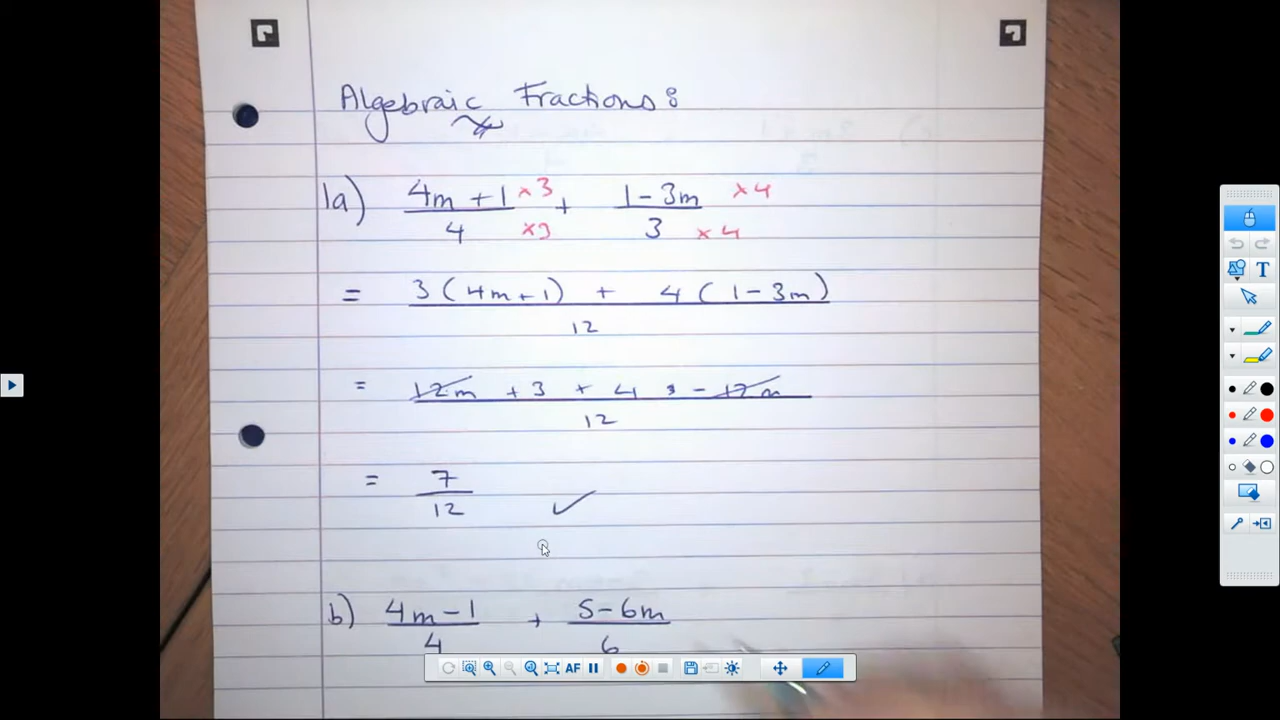 Algebraic Fractions:
1a) 4m + 1 ×3 + 1 - 3m ×4
4 ×3 3 ×4
= 3 ( 4m + 1 ) + 4 ( 1 - 3m )
12
= 12m + 3 + 4 - 12m
12
= 7
12 ✓
b) 4m - 1 + 5 - 6m
4 6
T
AF